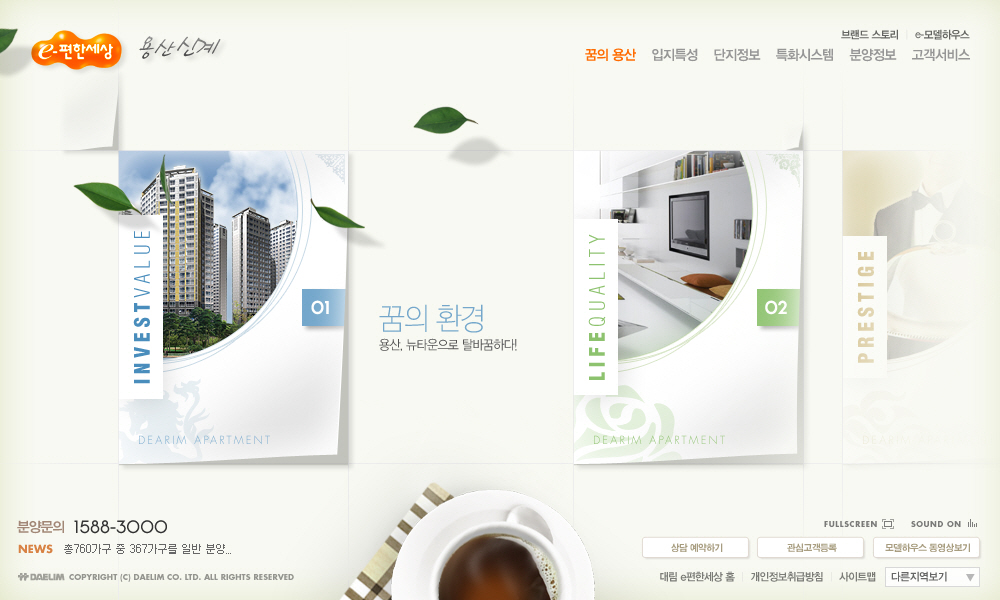 e-편한세상 용산신계
브랜드 스토리 e-모델하우스
꿈의 용산 입지특성 단지정보 특화시스템 분양정보 고객서비스
INVESTVALUE
01
DEARIM APARTMENT
꿈의 환경
용산, 뉴타운으로 탈바꿈하다!
LIFEQUALITY
02
DEARIM APARTMENT
PRESTIGE
분양문의 1588-3000
NEWS 총760가구 중 367가구를 일반 분양...
DAELIM COPYRIGHT (C) DAELIM CO. LTD. ALL RIGHTS RESERVED
FULLSCREEN SOUND ON
상담 예약하기 관심고객등록 모델하우스 동영상보기
대림 e편한세상 홈 개인정보취급방침 사이트맵 다른지역보기